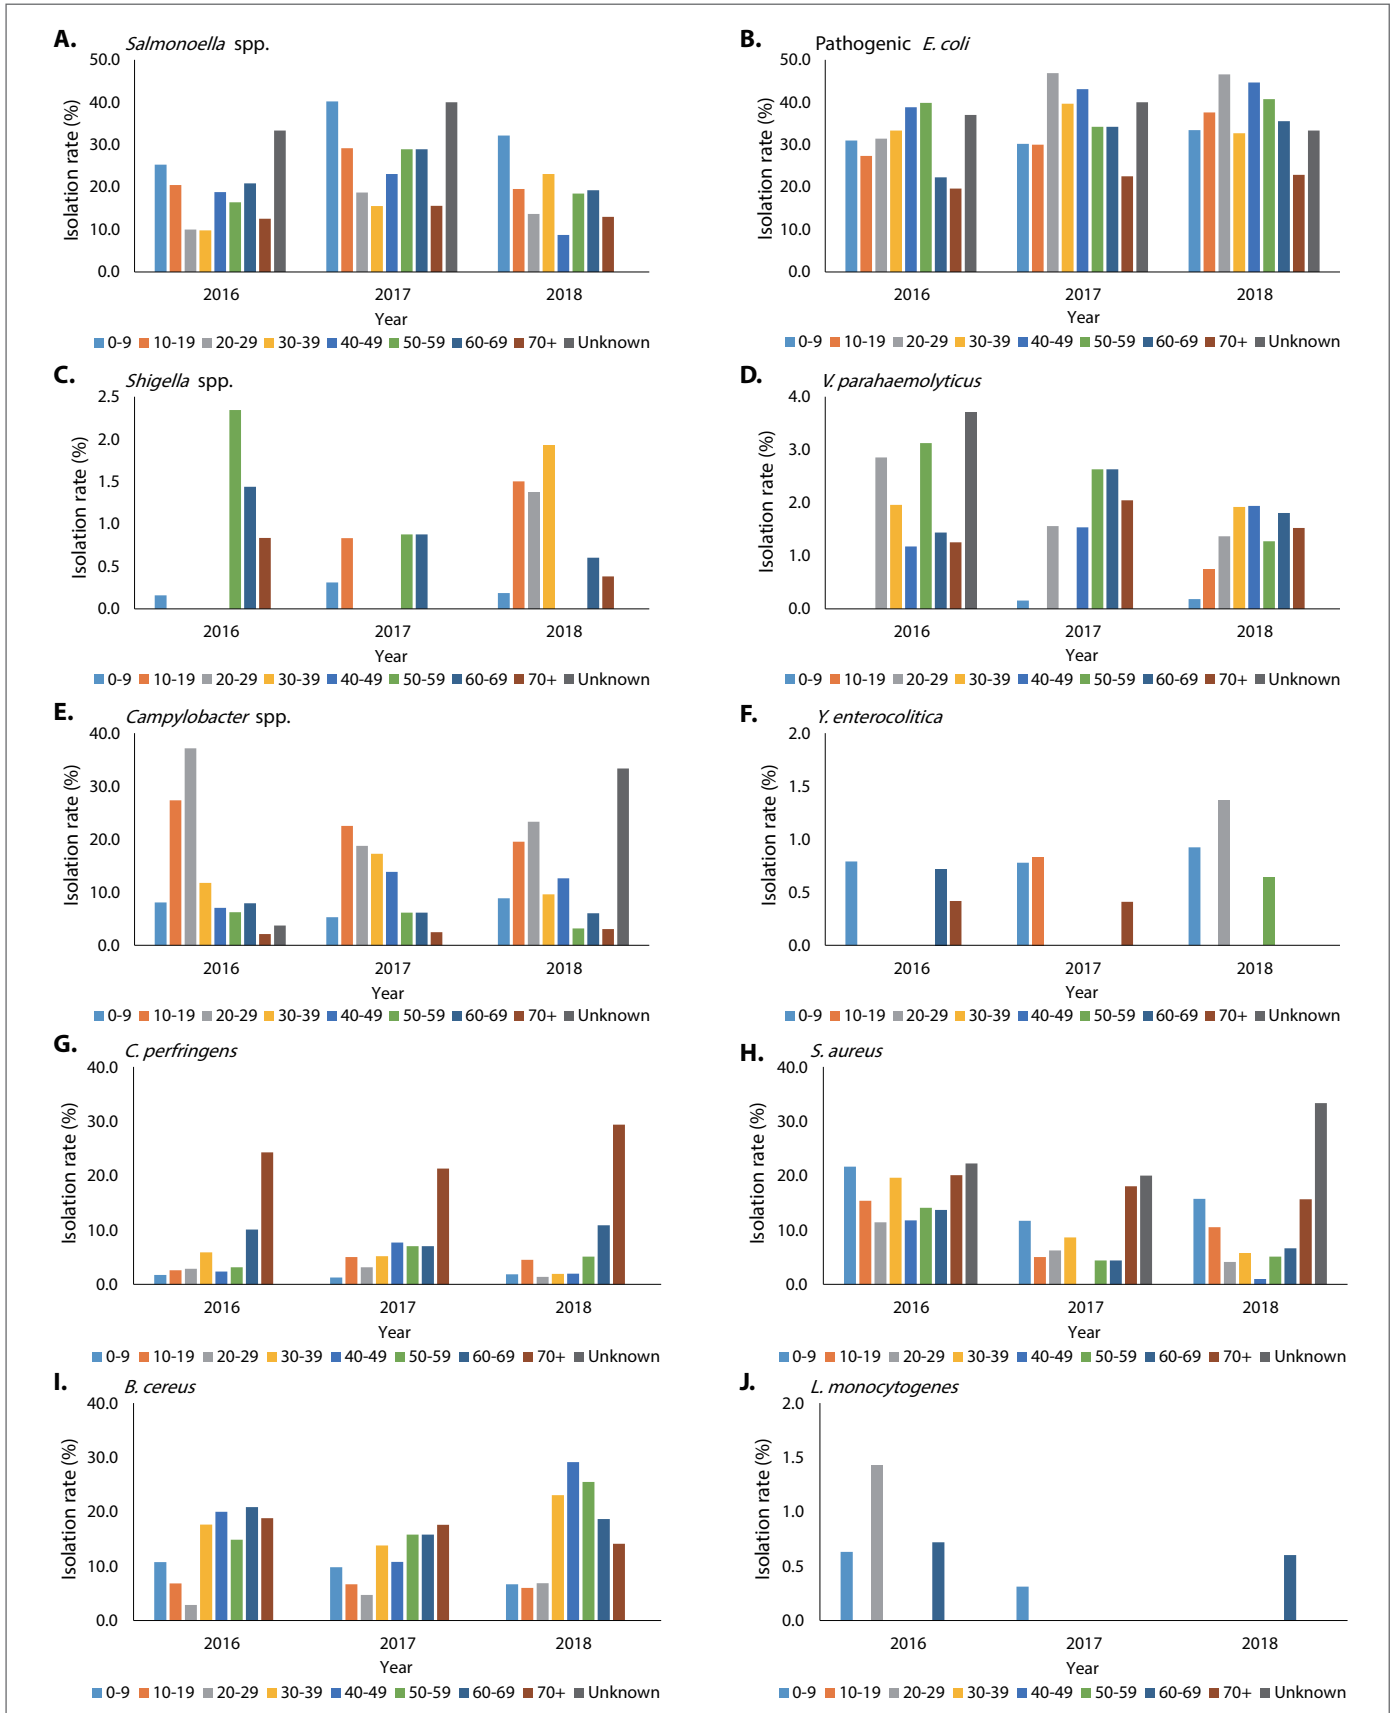 A. Salmonoella spp.
50.0
40.0
30.0
20.0
10.0
0.0
Isolation rate (%)
2016 2017 2018
Year
0-9 10-19 20-29 30-39 40-49 50-59 60-69 70+ Unknown
B. Pathogenic E. coli
50.0
40.0
30.0
20.0
10.0
0.0
Isolation rate (%)
2016 2017 2018
Year
0-9 10-19 20-29 30-39 40-49 50-59 60-69 70+ Unknown
C. Shigella spp.
2.5
2.0
1.5
1.0
0.5
0.0
Isolation rate (%)
2016 2017 2018
Year
0-9 10-19 20-29 30-39 40-49 50-59 60-69 70+ Unknown
D. V. parahaemolyticus
4.0
3.0
2.0
1.0
0.0
Isolation rate (%)
2016 2017 2018
Year
0-9 10-19 20-29 30-39 40-49 50-59 60-69 70+ Unknown
E. Campylobacter spp.
40.0
30.0
20.0
10.0
0.0
Isolation rate (%)
2016 2017 2018
Year
0-9 10-19 20-29 30-39 40-49 50-59 60-69 70+ Unknown
F. Y. enterocolitica
2.0
1.5
1.0
0.5
0.0
Isolation rate (%)
2016 2017 2018
Year
0-9 10-19 20-29 30-39 40-49 50-59 60-69 70+ Unknown
G. C. perfringens
40.0
30.0
20.0
10.0
0.0
Isolation rate (%)
2016 2017 2018
Year
0-9 10-19 20-29 30-39 40-49 50-59 60-69 70+ Unknown
H. S. aureus
40.0
30.0
20.0
10.0
0.0
Isolation rate (%)
2016 2017 2018
Year
0-9 10-19 20-29 30-39 40-49 50-59 60-69 70+ Unknown
I. B. cereus
40.0
30.0
20.0
10.0
0.0
Isolation rate (%)
2016 2017 2018
Year
0-9 10-19 20-29 30-39 40-49 50-59 60-69 70+ Unknown
J. L. monocytogenes
2.0
1.5
1.0
0.5
0.0
Isolation rate (%)
2016 2017 2018
Year
0-9 10-19 20-29 30-39 40-49 50-59 60-69 70+ Unknown